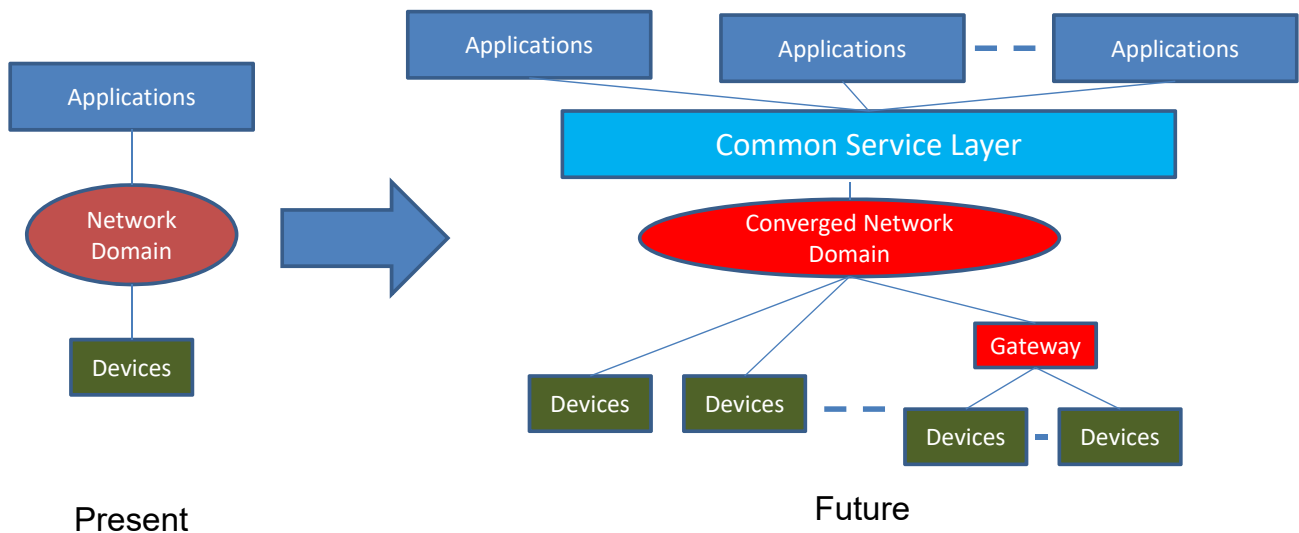 Applications
Network
Domain
Devices
Present
Applications
Applications
Applications
Common Service Layer
Converged Network
Domain
Gateway
Devices
Devices
Devices
Devices
Future